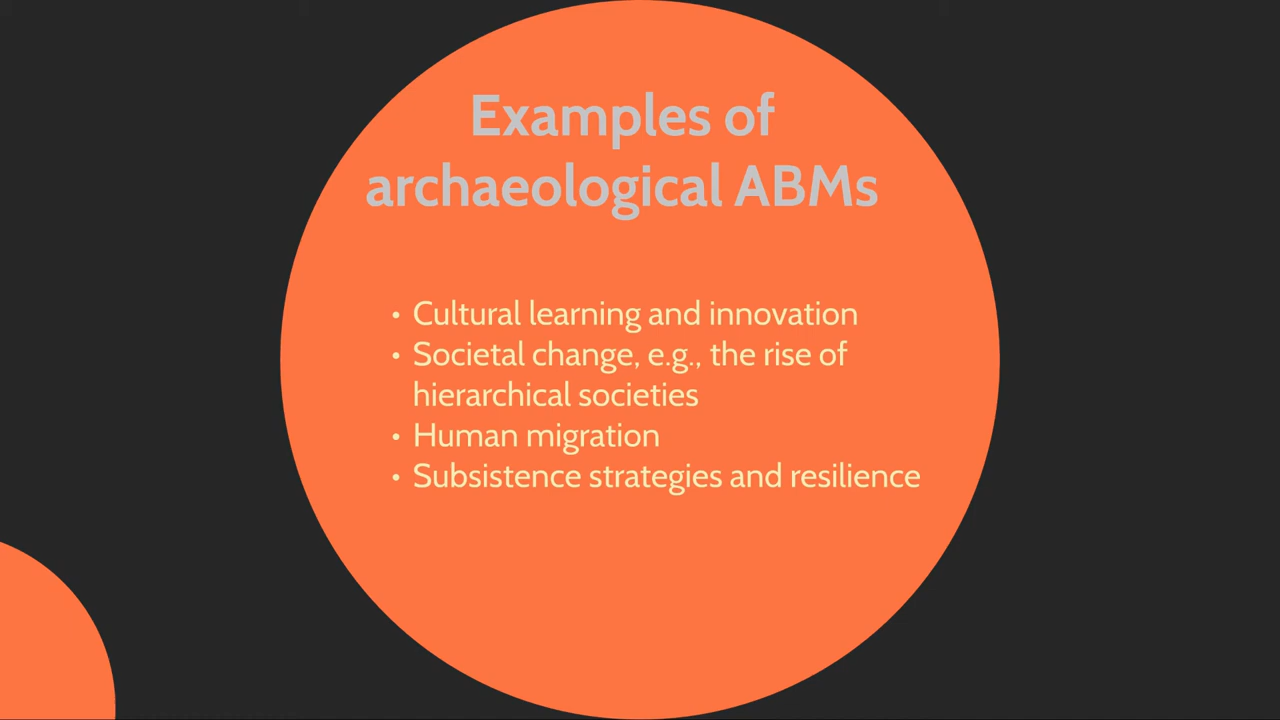 Examples of
archaeological ABMs
• Cultural learning and innovation
• Societal change, e.g., the rise of
hierarchical societies
• Human migration
• Subsistence strategies and resilience